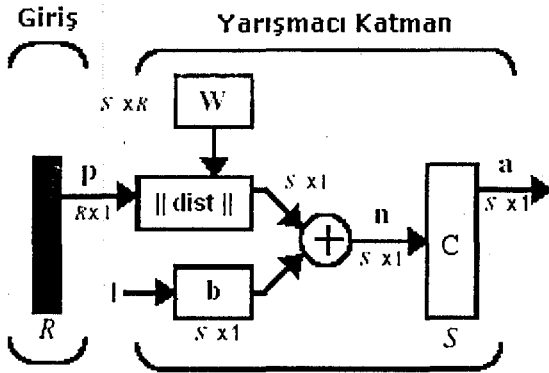 Giriş
Yarışmacı Katman
S x R
W
p
R x 1
|| dist ||
S x 1
n
S x 1
C
a
S x 1
1
b
S x 1
R
S